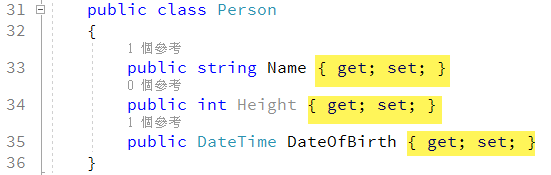 31 public class Person
32 {
1 個參考
33 public string Name { get; set; }
0 個參考
34 public int Height { get; set; }
1 個參考
35 public DateTime DateOfBirth { get; set; }
36 }